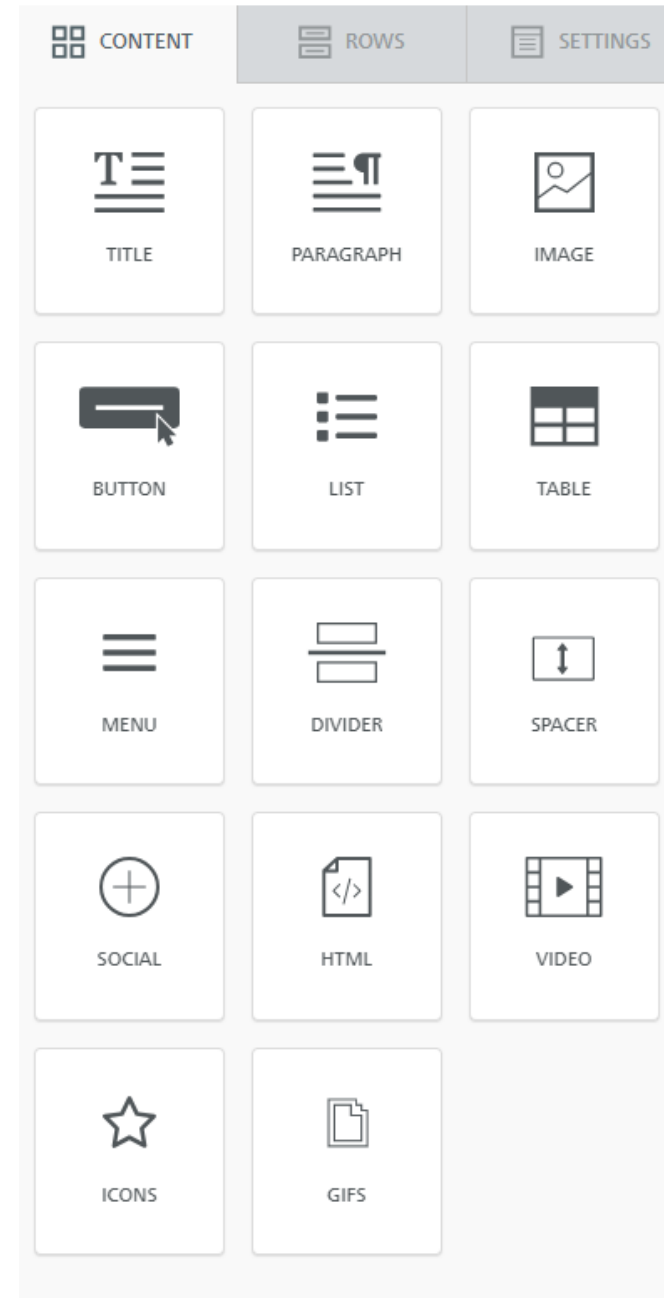 CONTENT ROWS SETTINGS
TITLE PARAGRAPH IMAGE
BUTTON LIST TABLE
MENU DIVIDER SPACER
SOCIAL HTML VIDEO
ICONS GIFS